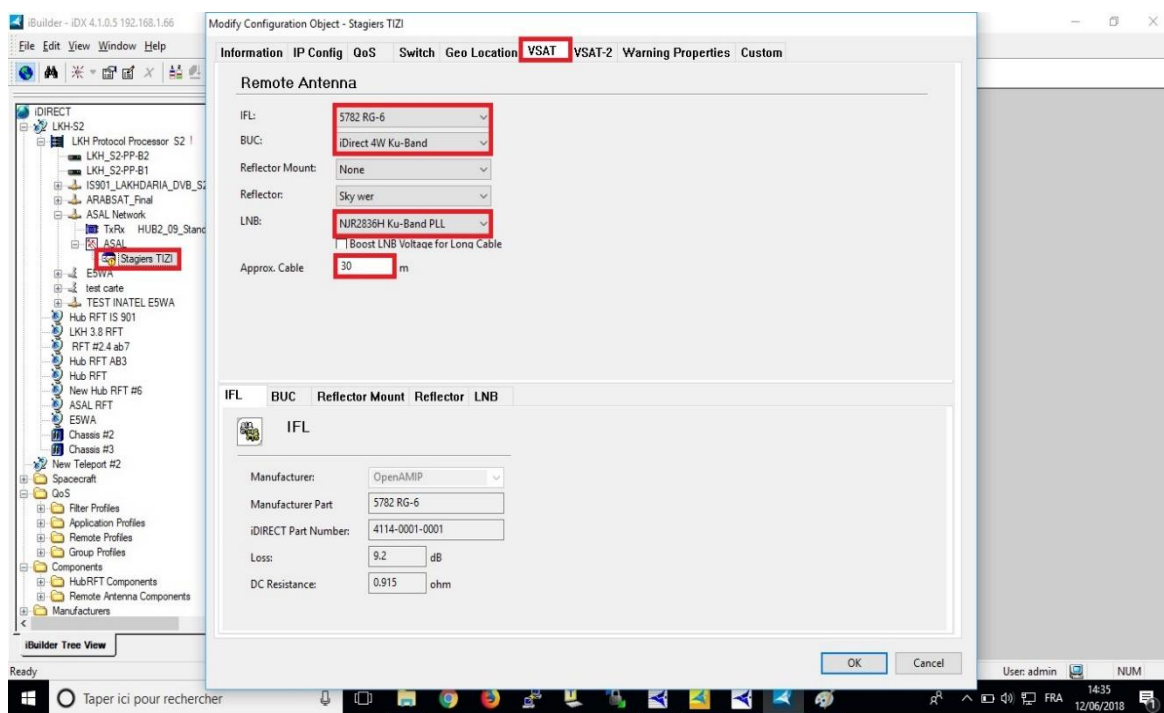 iBuilder - iDX 4.1.0.5 192.168.1.66
File Edit View Window Help
iDIRECT
LKH-S2
LKH Protocol Processor S2 !
LKH_S2-PP-B2
LKH_S2-PP-B1
IS901_LAKHDARIA_DVB_S2
ARABSAT_Final
ASAL Network
TxRx HUB2_09_Stand
ASAL
Stagiers TIZI
E5WA
test carte
TEST INATEL E5WA
Hub RFT IS 901
LKH 3.8 RFT
RFT #2.4 ab7
Hub RFT AB3
Hub RFT
New Hub RFT #6
ASAL RFT
E5WA
Chassis #2
Chassis #3
New Teleport #2
Spacecraft
QoS
Filter Profiles
Application Profiles
Remote Profiles
Group Profiles
Components
HubRFT Components
Remote Antenna Components
Manufacturers
iBuilder Tree View
Ready
Modify Configuration Object - Stagiers TIZI
Information IP Config QoS Switch Geo Location VSAT VSAT-2 Warning Properties Custom
Remote Antenna
IFL: 5782 RG-6
BUC: iDirect 4W Ku-Band
Reflector Mount: None
Reflector: Sky wer
LNB: NJR2836H Ku-Band PLL
Boost LNB Voltage for Long Cable
Approx. Cable 30 m
IFL BUC Reflector Mount Reflector LNB
IFL
Manufacturer: OpenAMIP
Manufacturer Part 5782 RG-6
iDIRECT Part Number: 4114-0001-0001
Loss: 9.2 dB
DC Resistance: 0.915 ohm
OK Cancel
User: admin NUM
Taper ici pour rechercher
FRA
14:35
12/06/2018